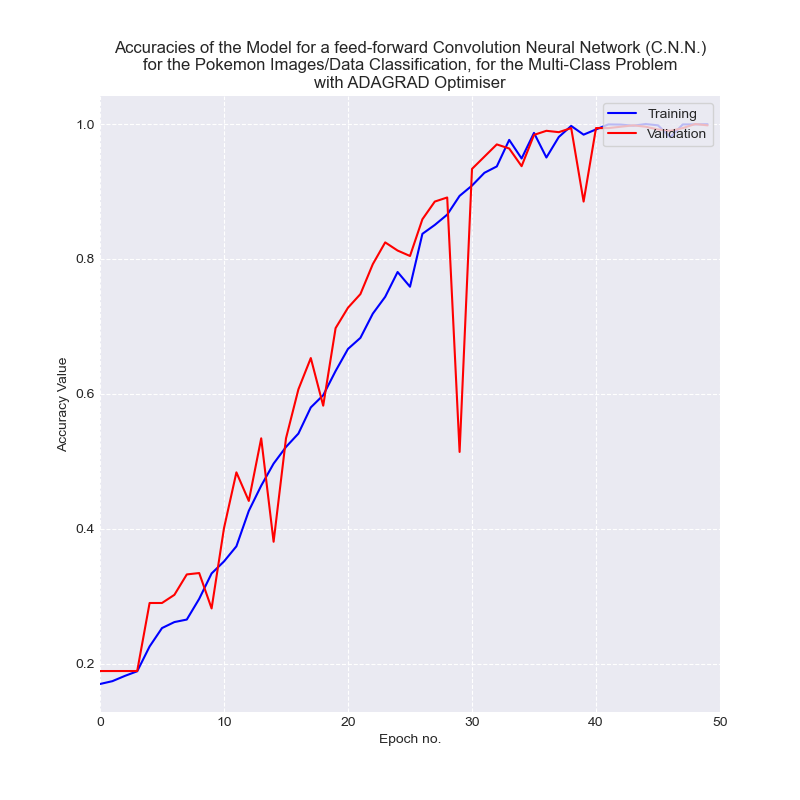 Accuracies of the Model for a feed-forward Convolution Neural Network (C.N.N.)
for the Pokemon Images/Data Classification, for the Multi-Class Problem
with ADAGRAD Optimiser
Training
Validation
1.0
0.8
0.6
0.4
0.2
Accuracy Value
0 10 20 30 40 50
Epoch no.